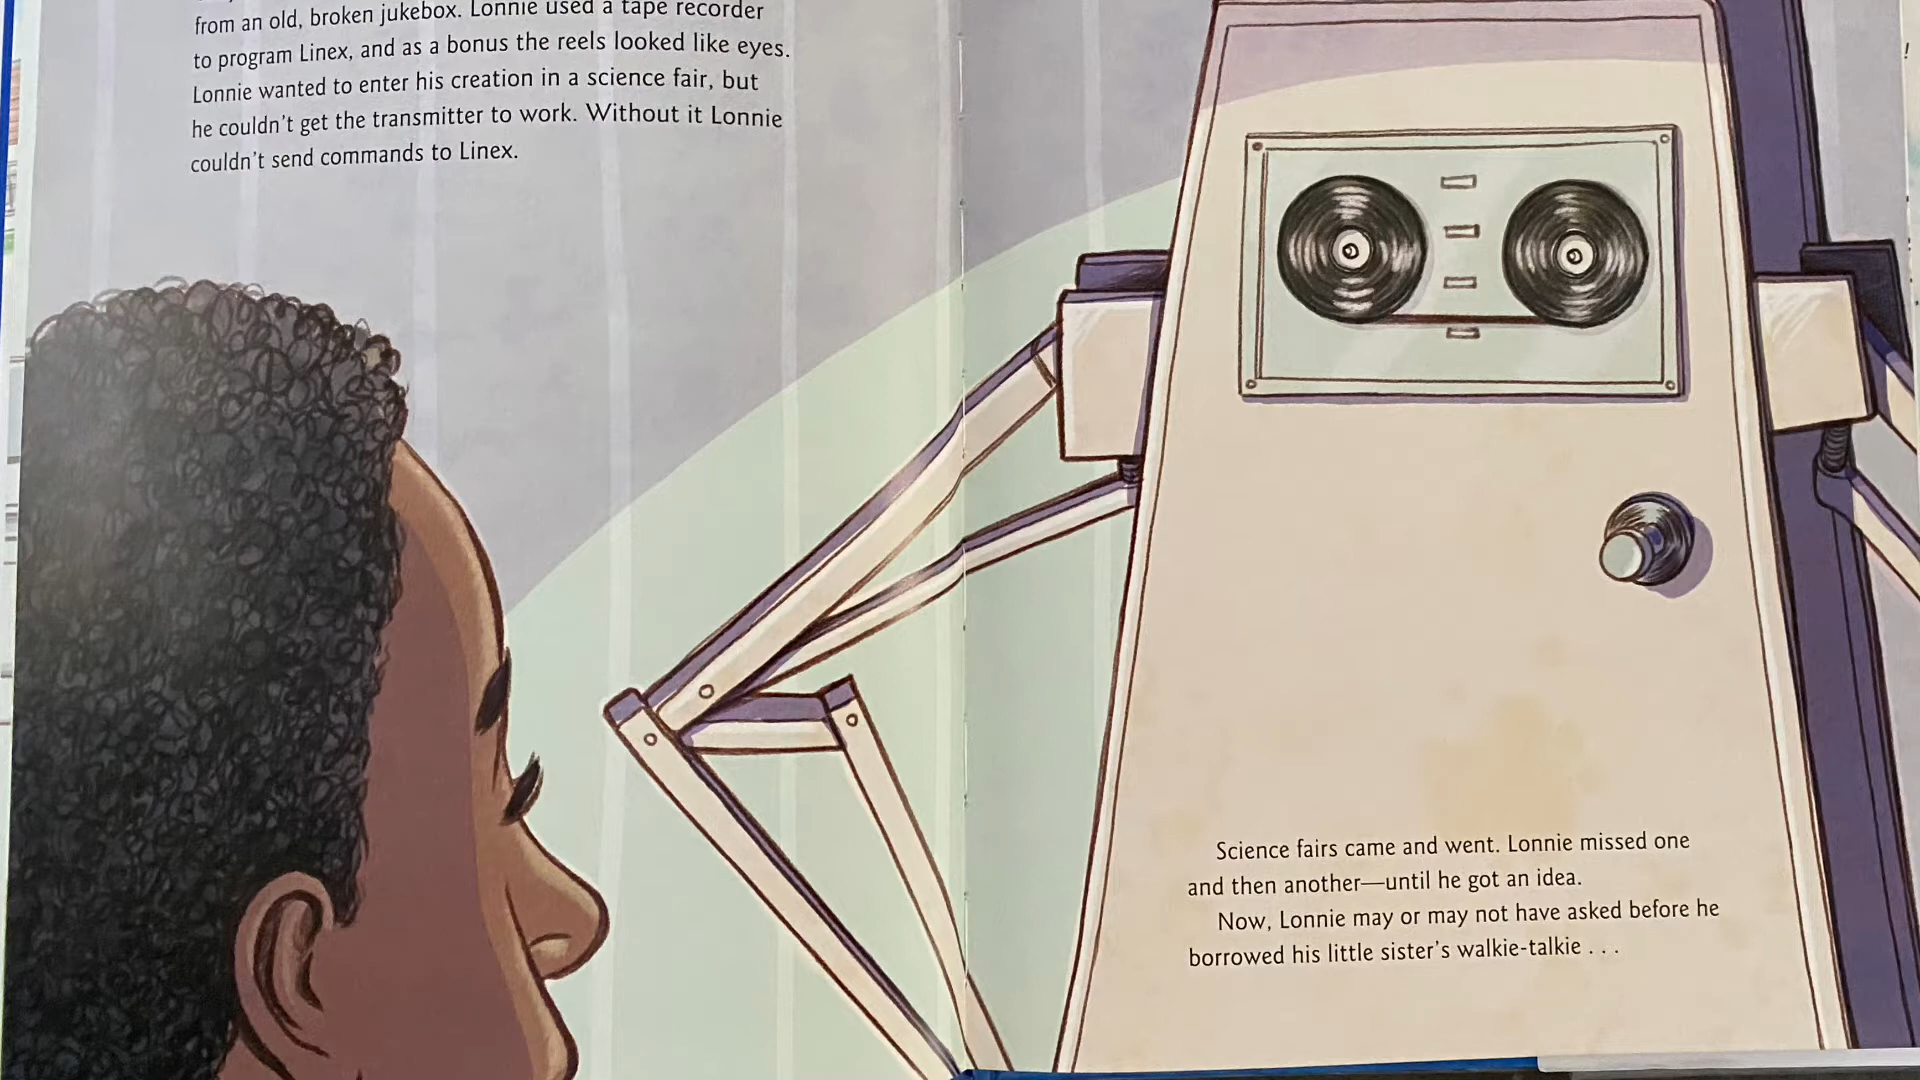 from an old, broken jukebox. Lonnie used a tape recorder
to program Linex, and as a bonus the reels looked like eyes.
Lonnie wanted to enter his creation in a science fair, but
he couldn't get the transmitter to work. Without it Lonnie
couldn't send commands to Linex.
Science fairs came and went. Lonnie missed one
and then another—until he got an idea.
Now, Lonnie may or may not have asked before he
borrowed his little sister's walkie-talkie . . .
!